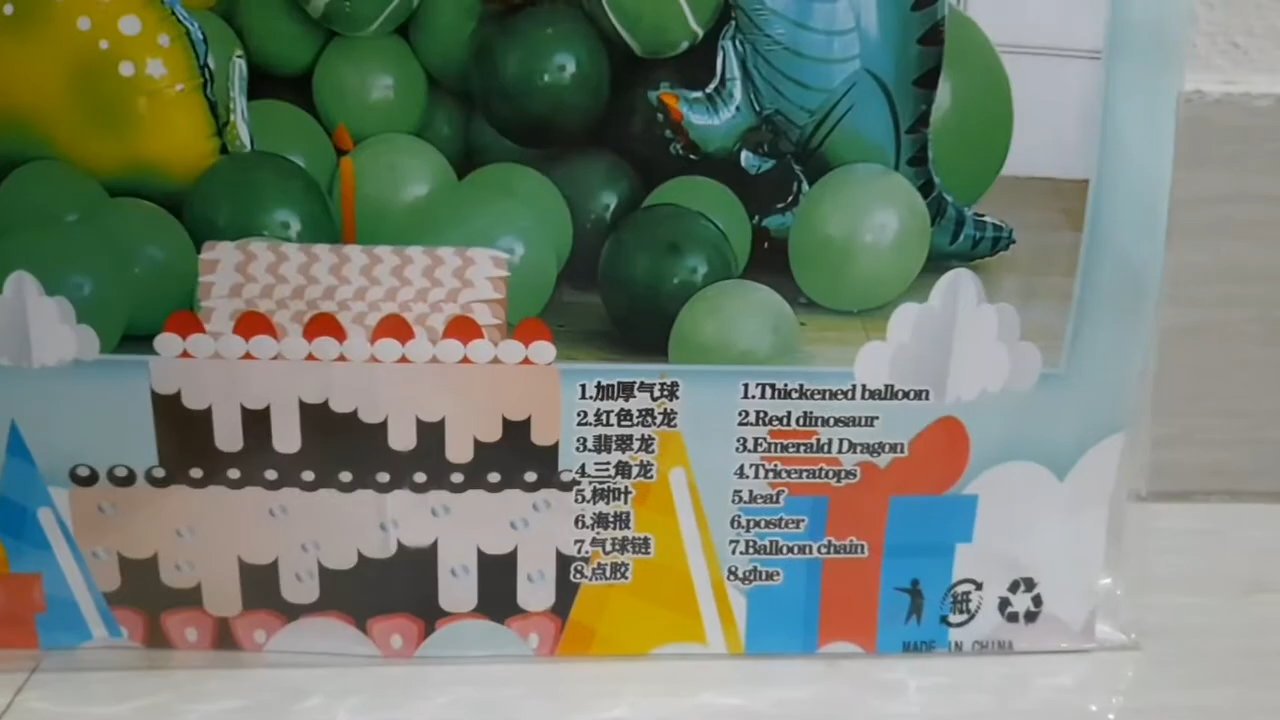 1.加厚气球
2.红色恐龙
3.翡翠龙
4.三角龙
5.树叶
6.海报
7.气球链
8.点胶
1.Thickened balloon
2.Red dinosaur
3.Emerald Dragon
4.Triceratops
5.leaf
6.poster
7.Balloon chain
8.glue
紙
MADE IN CHINA